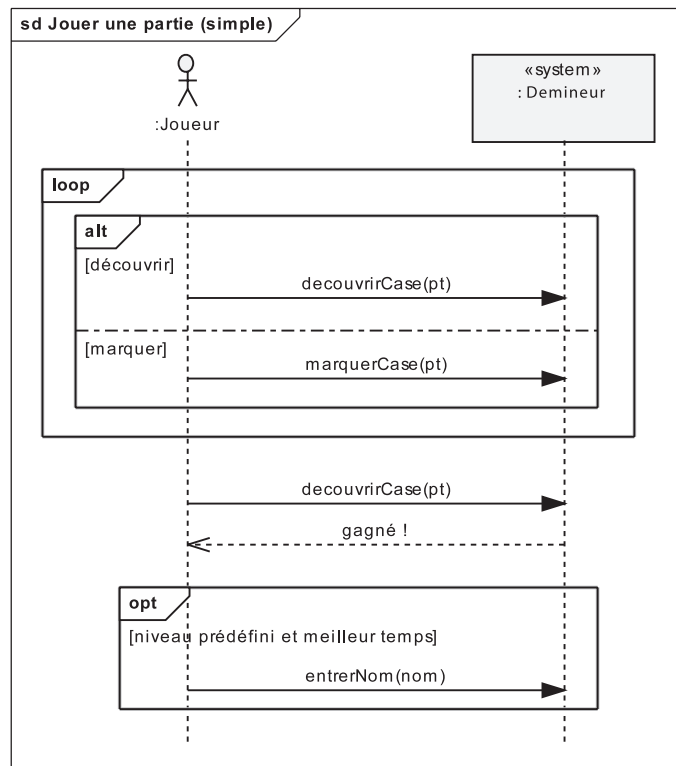 sd Jouer une partie (simple)
«system»
: Demineur
:Joueur
loop
alt
[découvrir]
decouvrirCase(pt)
[marquer]
marquerCase(pt)
decouvrirCase(pt)
gagné !
opt
[niveau prédéfini et meilleur temps]
entrerNom(nom)